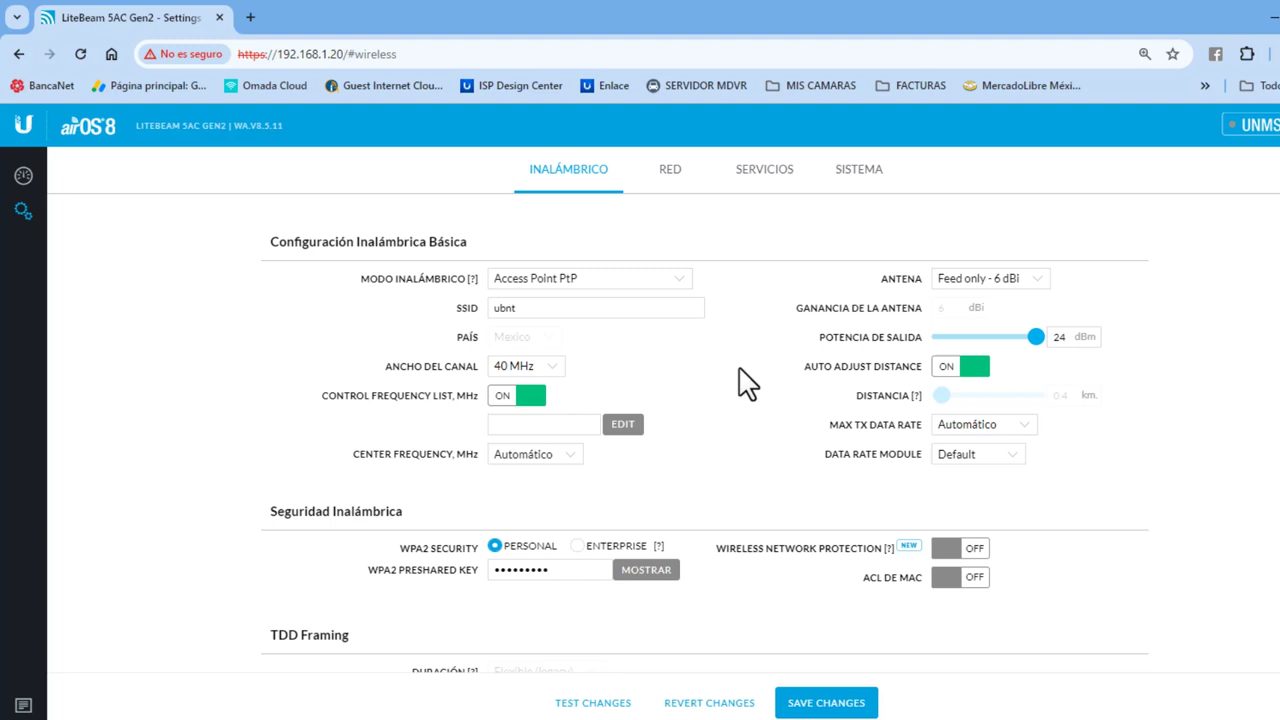 LiteBeam 5AC Gen2 - Settings
No es seguro https://192.168.1.20/#wireless
BancaNet Página principal: G... Omada Cloud Guest Internet Clou... ISP Design Center Enlace SERVIDOR MDVR MIS CAMARAS FACTURAS MercadoLibre Méxi... » Todo
airOS 8 LITEBEAM 5AC GEN2 | WA.V8.5.11 UNMS
INALÁMBRICO RED SERVICIOS SISTEMA
Configuración Inalámbrica Básica
MODO INALÁMBRICO [?] Access Point PtP ANTENA Feed only - 6 dBi
SSID ubnt GANANCIA DE LA ANTENA 6 dBi
PAÍS Mexico POTENCIA DE SALIDA 24 dBm
ANCHO DEL CANAL 40 MHz AUTO ADJUST DISTANCE ON
CONTROL FREQUENCY LIST, MHz ON DISTANCIA [?] 0.4 km.
EDIT MAX TX DATA RATE Automático
CENTER FREQUENCY, MHz Automático DATA RATE MODULE Default
Seguridad Inalámbrica
WPA2 SECURITY PERSONAL ENTERPRISE [?] WIRELESS NETWORK PROTECTION [?] NEW OFF
WPA2 PRESHARED KEY ••••••••• MOSTRAR ACL DE MAC OFF
TDD Framing
DURACIÓN [?] Flexible (legacy)
TEST CHANGES REVERT CHANGES SAVE CHANGES